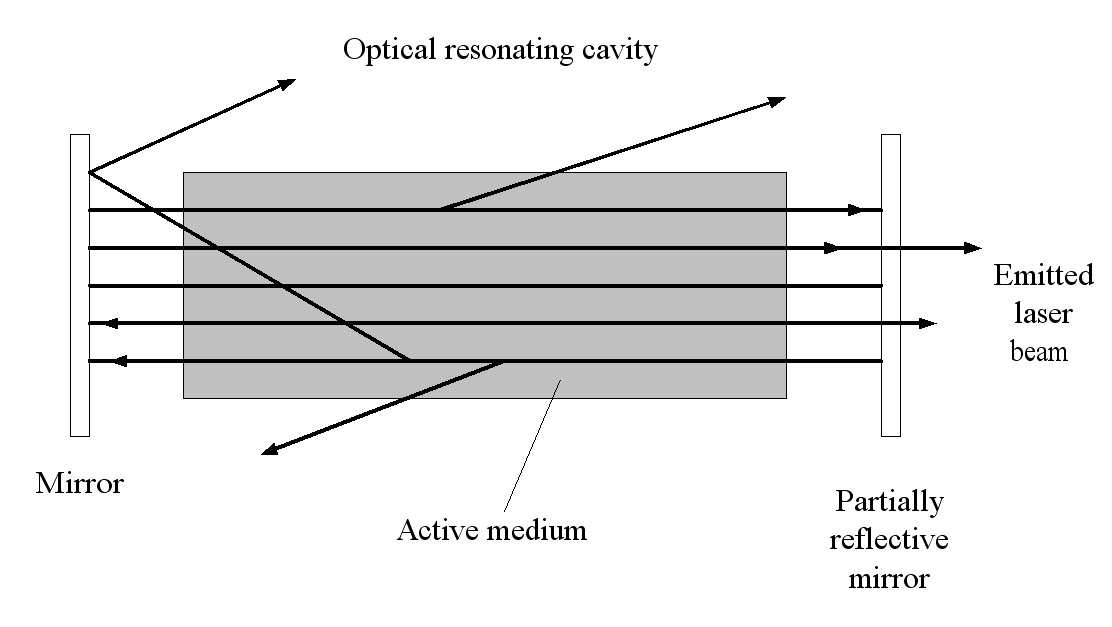 Optical resonating cavity
Emitted
laser
beam
Mirror
Active medium
Partially
reflective
mirror